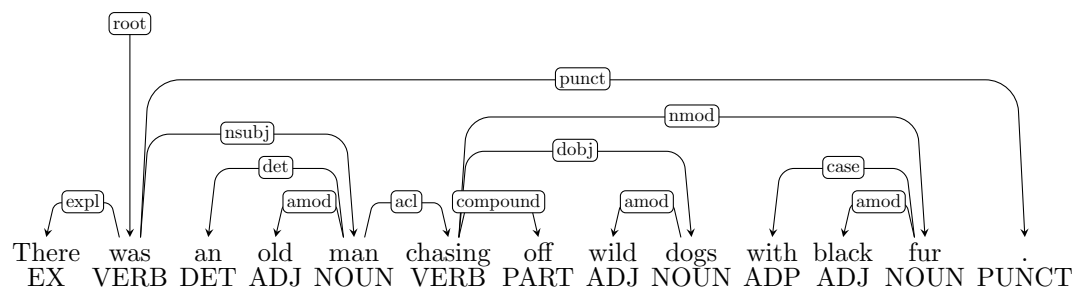 root
punct
nmod
nsubj
dobj
det case
expl amod acl compound amod amod
There was an old man chasing off wild dogs with black fur .
EX VERB DET ADJ NOUN VERB PART ADJ NOUN ADP ADJ NOUN PUNCT